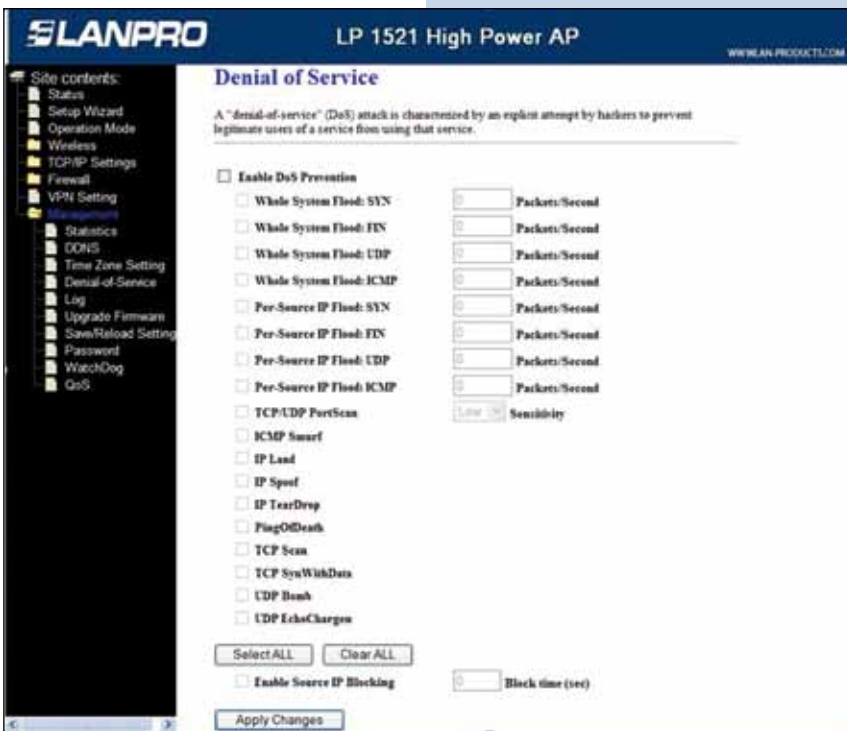 LANPRO
LP 1521 High Power AP
WWW.LAN-PRODUCTS.COM
Site contents:
Status
Setup Wizard
Operation Mode
Wireless
TCP/IP Settings
Firewall
VPN Setting
Management
Statistics
DDNS
Time Zone Setting
Denial-of-Service
Log
Upgrade Firmware
Save/Reload Setting
Password
WatchDog
QoS
Denial of Service
A "denial-of-service" (DoS) attack is characterized by an explicit attempt by hackers to prevent
legitimate users of a service from using that service.
Enable DoS Prevention
Whole System Flood: SYN 0 Packets/Second
Whole System Flood: FIN 0 Packets/Second
Whole System Flood: UDP 0 Packets/Second
Whole System Flood: ICMP 0 Packets/Second
Per-Source IP Flood: SYN 0 Packets/Second
Per-Source IP Flood: FIN 0 Packets/Second
Per-Source IP Flood: UDP 0 Packets/Second
Per-Source IP Flood: ICMP 0 Packets/Second
TCP/UDP PortScan Low Sensitivity
ICMP Smurf
IP Land
IP Spoof
IP TearDrop
PingOfDeath
TCP Scan
TCP SynWithData
UDP Bomb
UDP EchoChargen
Select ALL Clear ALL
Enable Source IP Blocking 0 Block time (sec)
Apply Changes